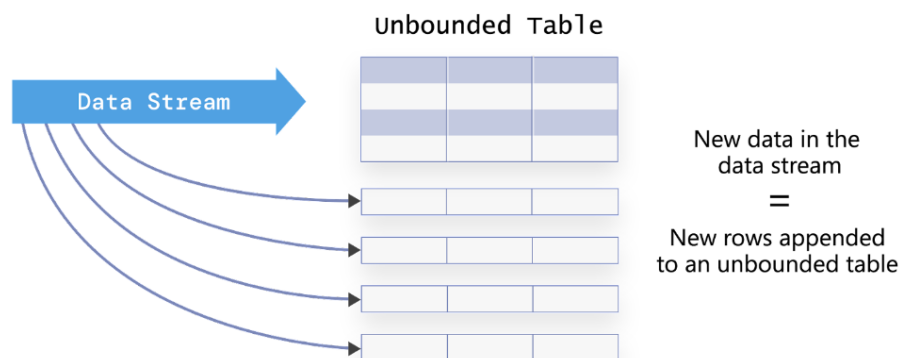 Unbounded Table
Data Stream
New data in the
data stream
=
New rows appended
to an unbounded table